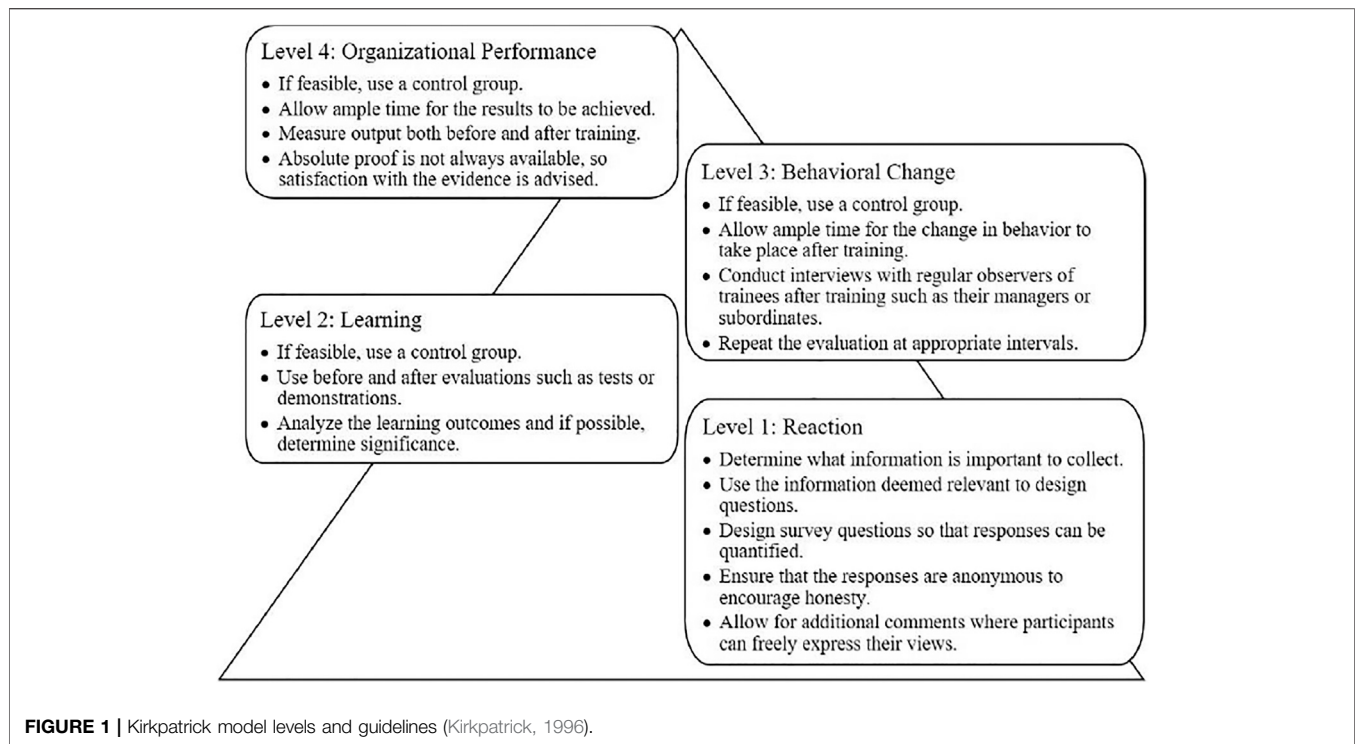 Level 4: Organizational Performance
• If feasible, use a control group.
• Allow ample time for the results to be achieved.
• Measure output both before and after training.
• Absolute proof is not always available, so
satisfaction with the evidence is advised.
Level 3: Behavioral Change
• If feasible, use a control group.
• Allow ample time for the change in behavior to
take place after training.
• Conduct interviews with regular observers of
trainees after training such as their managers or
subordinates.
• Repeat the evaluation at appropriate intervals.
Level 2: Learning
• If feasible, use a control group.
• Use before and after evaluations such as tests or
demonstrations.
• Analyze the learning outcomes and if possible,
determine significance.
Level 1: Reaction
• Determine what information is important to collect.
• Use the information deemed relevant to design
questions.
• Design survey questions so that responses can be
quantified.
• Ensure that the responses are anonymous to
encourage honesty.
• Allow for additional comments where participants
can freely express their views.
FIGURE 1 | Kirkpatrick model levels and guidelines (Kirkpatrick, 1996).